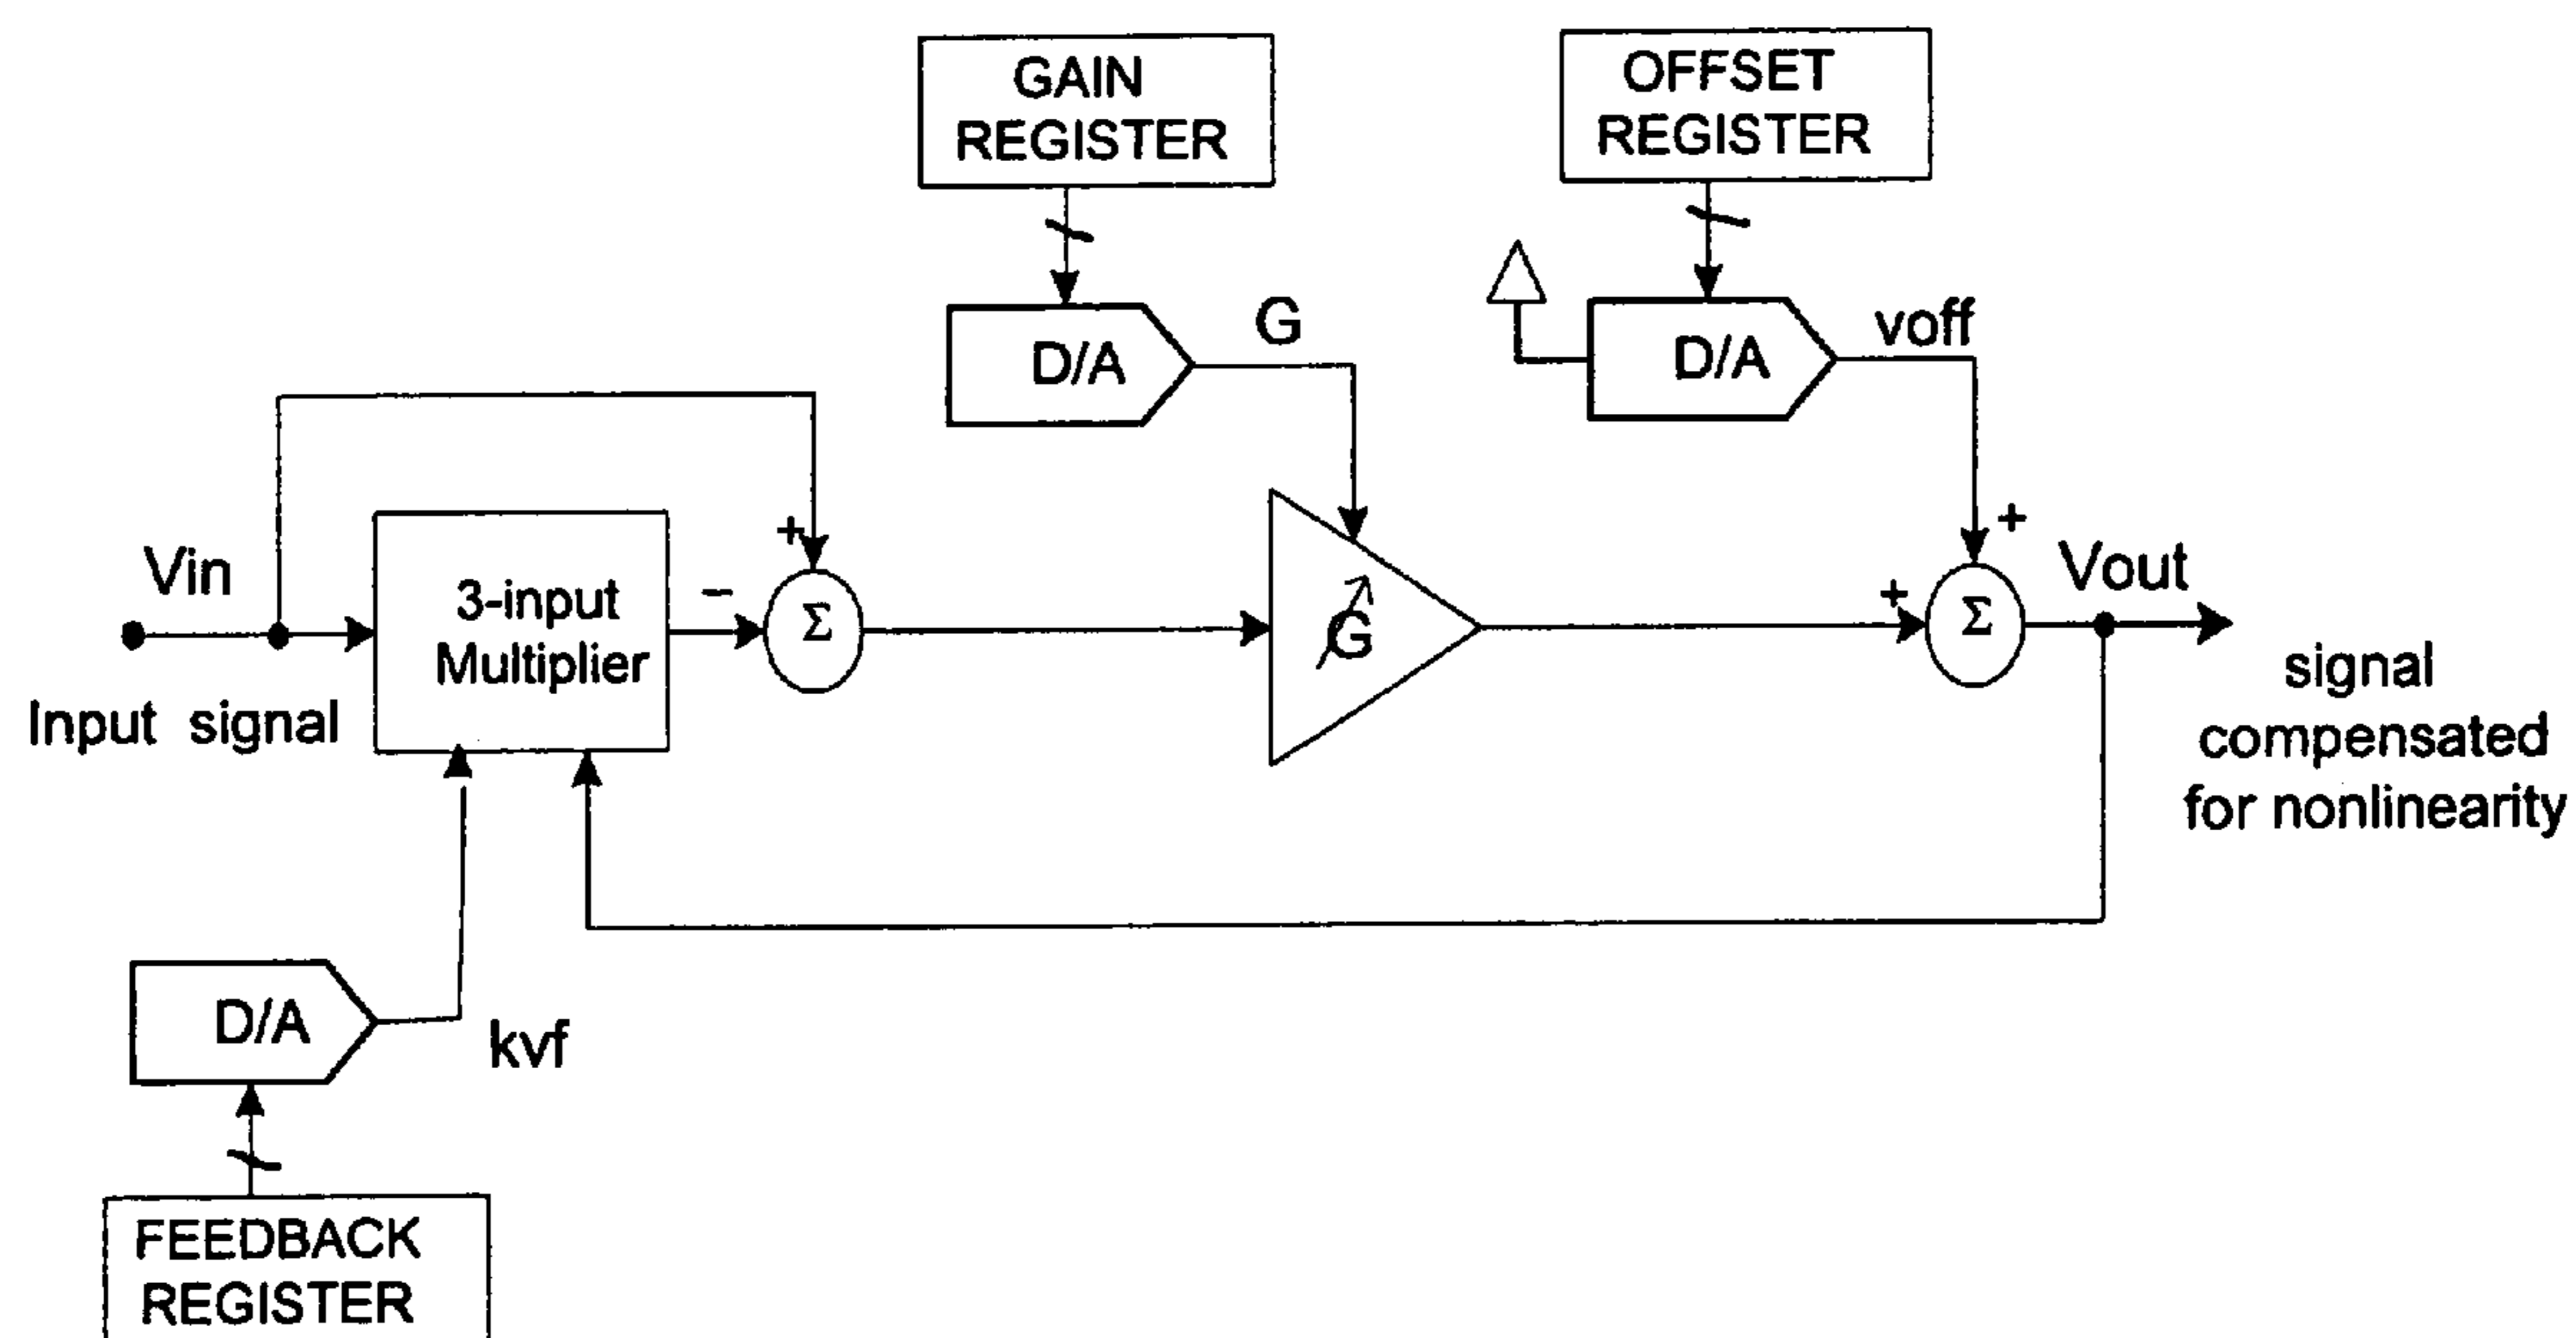 GAIN
REGISTER
OFFSET
REGISTER
D/A
G
D/A
voff
Vin
Input signal
3-input
Multiplier
+
−
Σ
G
+
+
Σ
Vout
signal
compensated
for nonlinearity
D/A
kvf
FEEDBACK
REGISTER